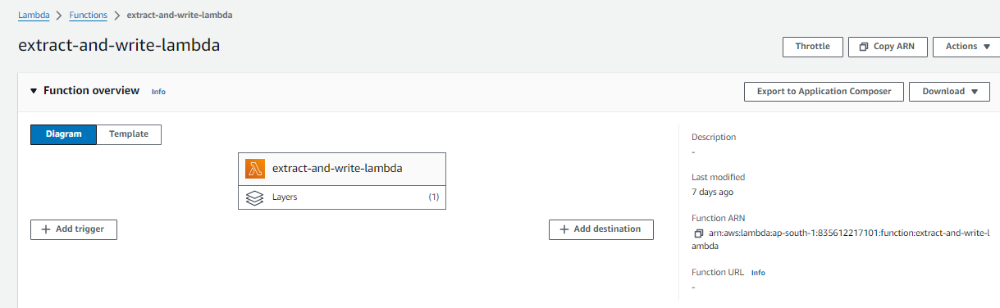 Lambda > Functions > extract-and-write-lambda
extract-and-write-lambda
Throttle Copy ARN Actions
Function overview Info
Export to Application Composer Download
Diagram Template
extract-and-write-lambda
Layers (1)
+ Add trigger
+ Add destination
Description
-
Last modified
7 days ago
Function ARN
arn:aws:lambda:ap-south-1:835612217101:function:extract-and-write-l
ambda
Function URL Info
-